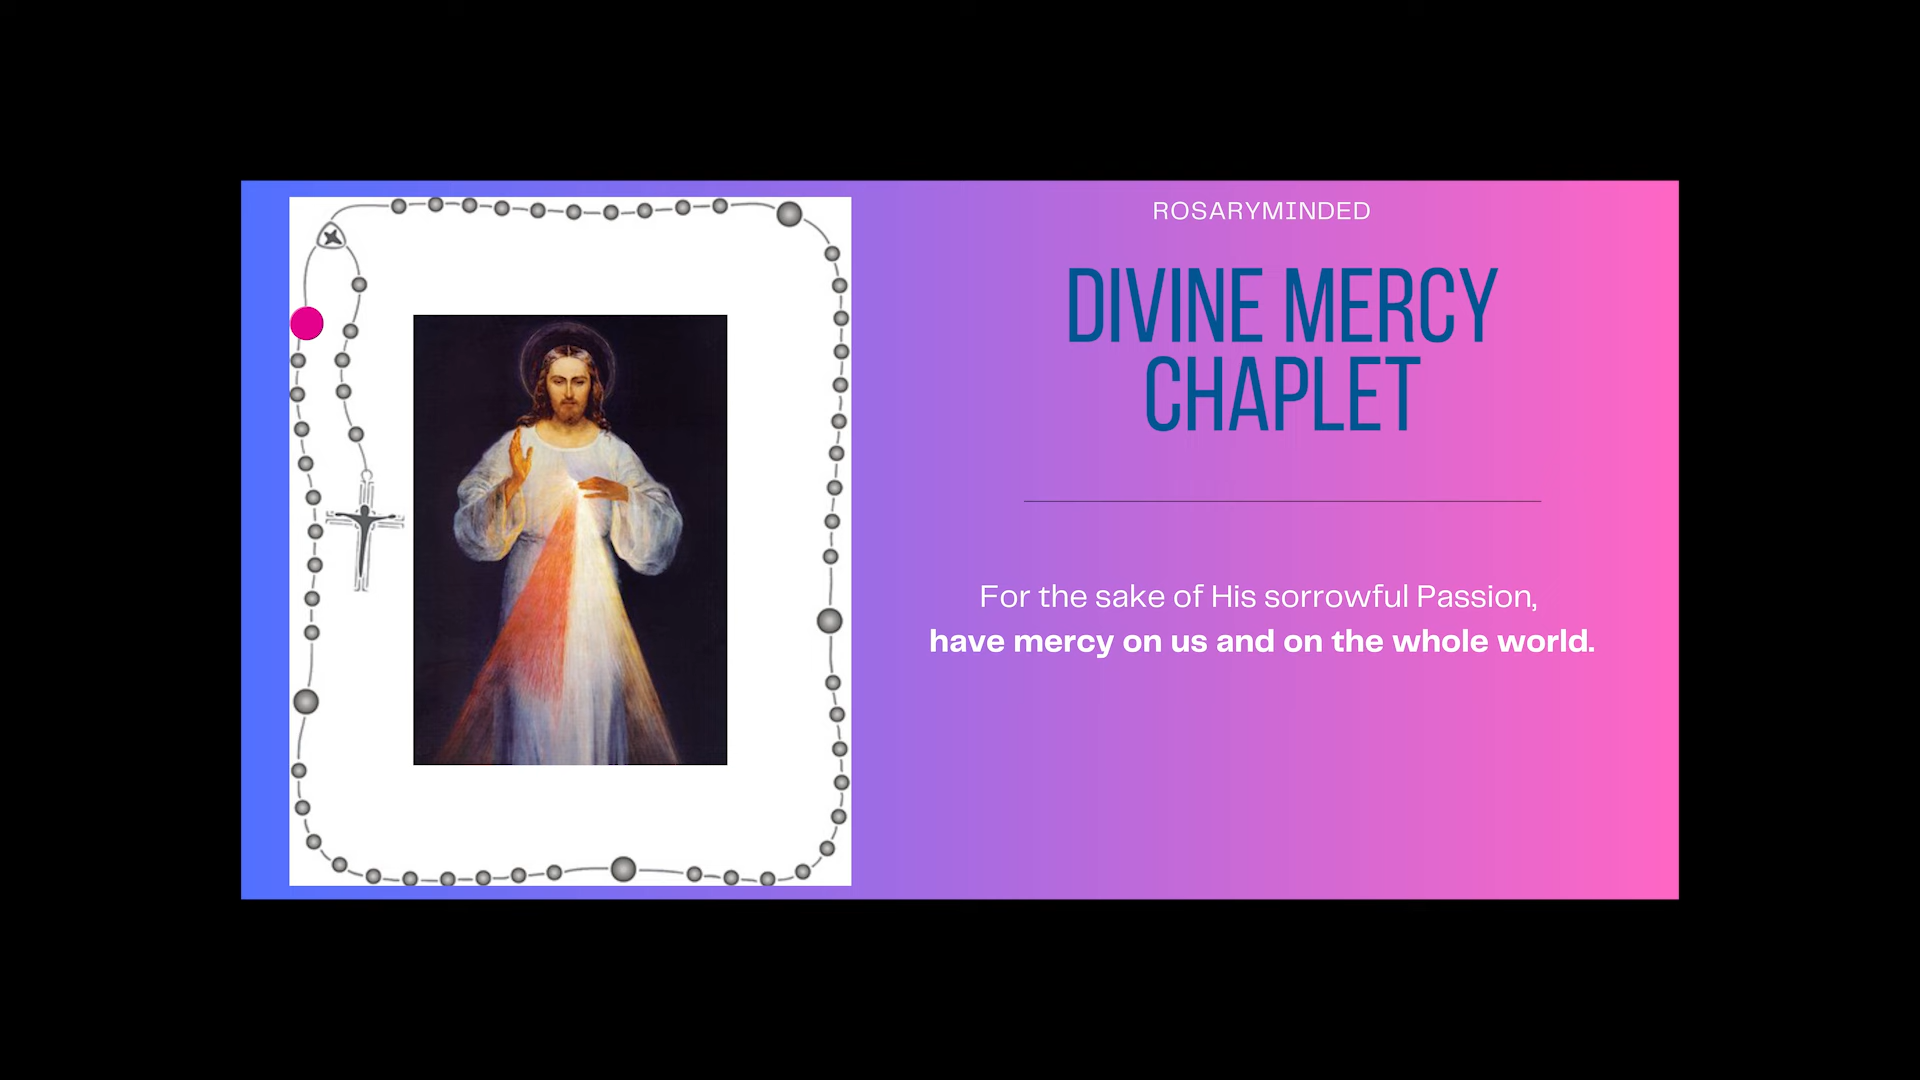 ROSARYMINDED
DIVINE MERCY
CHAPLET
For the sake of His sorrowful Passion,
have mercy on us and on the whole world.